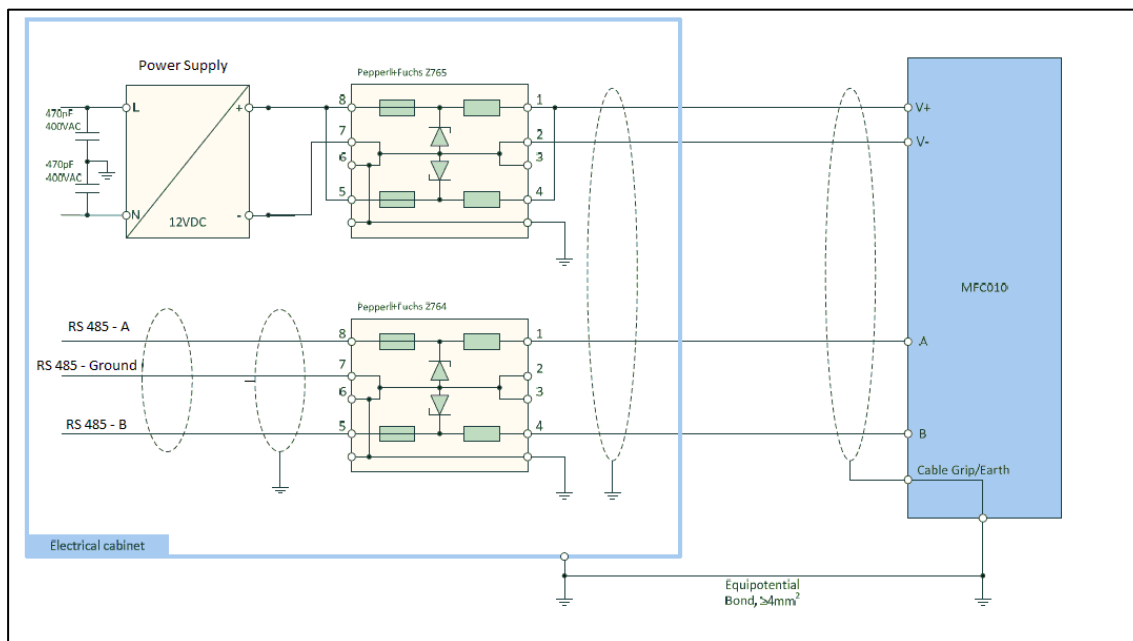 Power Supply
Pepperl+Fuchs Z765
470pF
400VAC
470pF
400VAC
L
+
N
-
12VDC
8
7
6
5
1
2
3
4
V+
V-
MFC010
Pepperl+Fuchs Z764
RS 485 - A
RS 485 - Ground
RS 485 - B
8
7
6
5
1
2
3
4
A
B
Cable Grip/Earth
Electrical cabinet
Equipotential
Bond, ≥4mm²